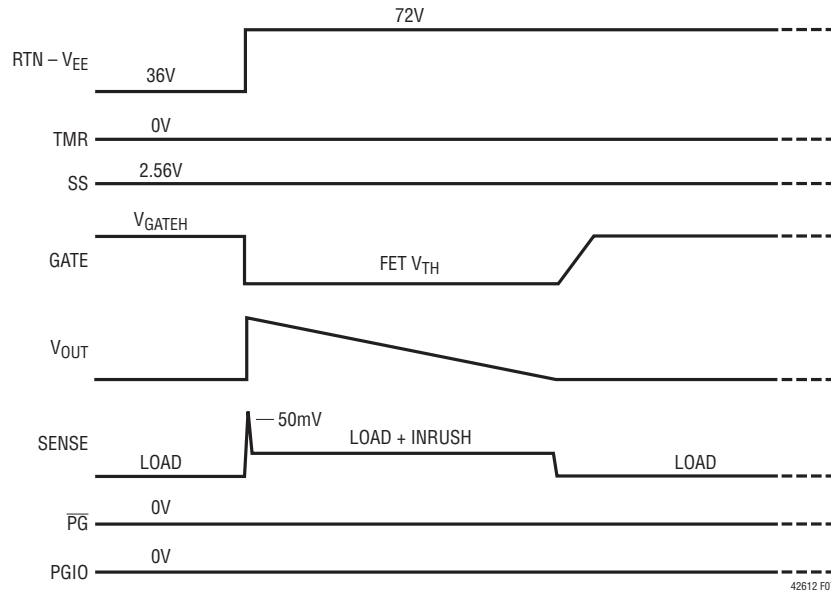 72V
RTN – VEE
36V
TMR
0V
SS
2.56V
VGATEH
GATE
FET VTH
VOUT
50mV
SENSE
LOAD + INRUSH
LOAD
LOAD
PG
0V
PGIO
0V